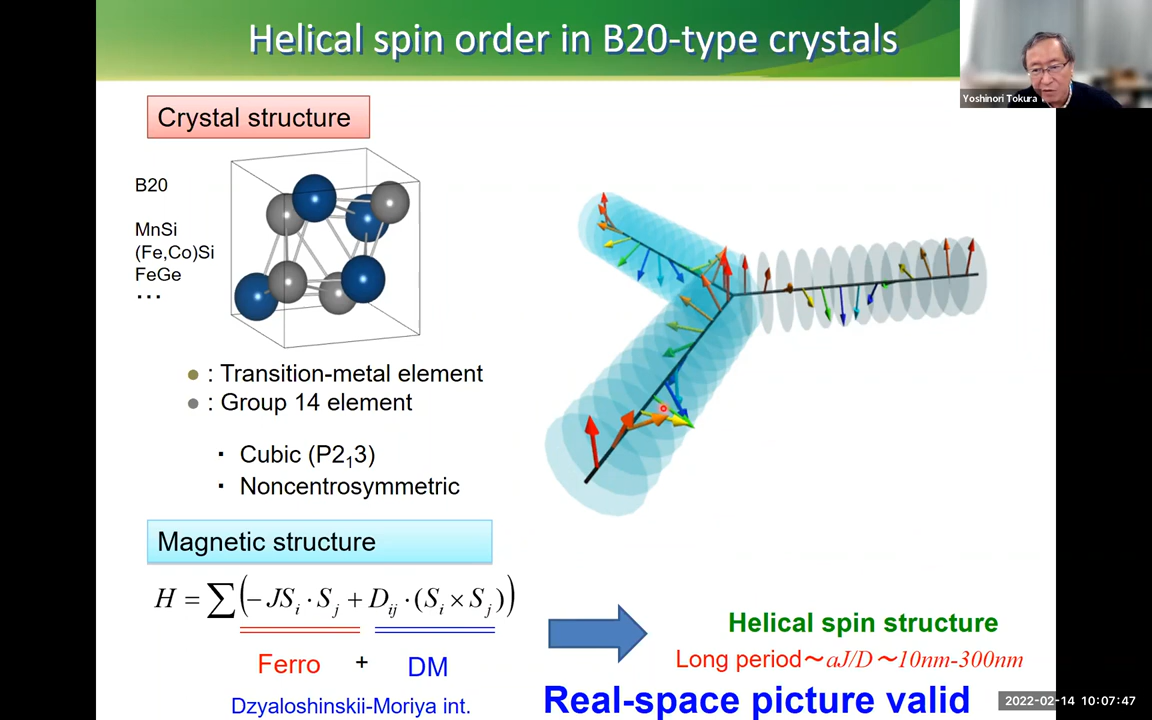 Helical spin order in B20-type crystals
Yoshinori Tokura
Crystal structure
B20
MnSi
(Fe,Co)Si
FeGe
···
: Transition-metal element
: Group 14 element
・ Cubic (P2₁3)
・ Noncentrosymmetric
Magnetic structure
H = ∑(−JSᵢ · Sⱼ + Dᵢⱼ · (Sᵢ × Sⱼ))
Ferro + DM
Dzyaloshinskii-Moriya int.
Helical spin structure
Long period～aJ/D～10nm-300nm
Real-space picture valid
2022-02-14 10:07:47